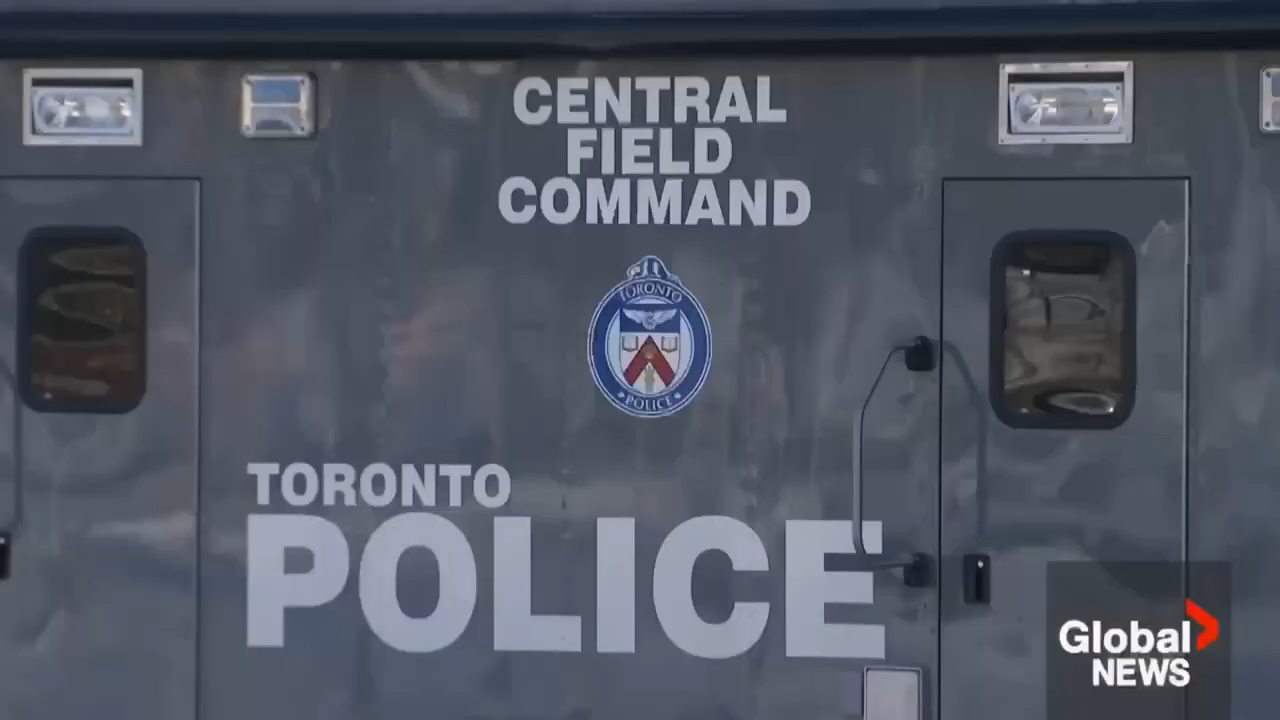 CENTRAL
FIELD
COMMAND
TORONTO
POLICE
TORONTO
POLICE
Global
NEWS